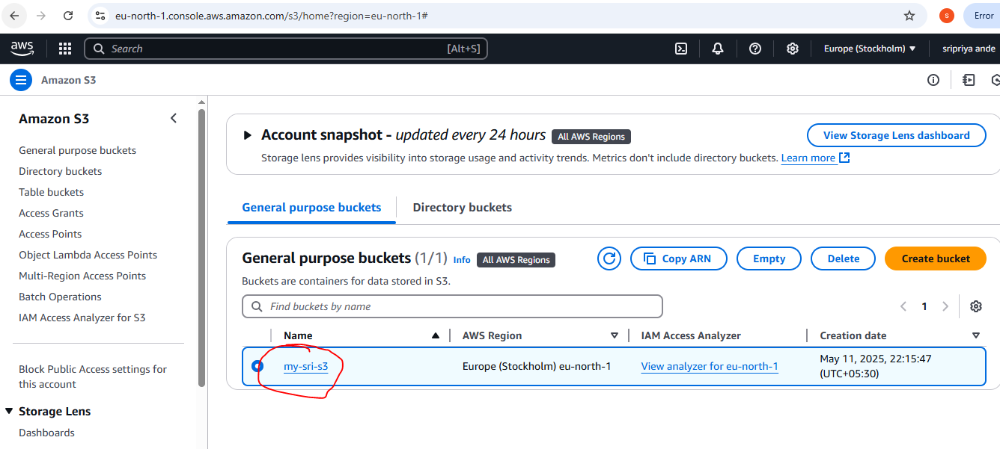 eu-north-1.console.aws.amazon.com/s3/home?region=eu-north-1#
S
Error
aws
Search
[Alt+S]
Europe (Stockholm)
sripriya ande
Amazon S3
Amazon S3
General purpose buckets
Directory buckets
Table buckets
Access Grants
Access Points
Object Lambda Access Points
Multi-Region Access Points
Batch Operations
IAM Access Analyzer for S3
Block Public Access settings for
this account
Storage Lens
Dashboards
Account snapshot - updated every 24 hours All AWS Regions
View Storage Lens dashboard
Storage lens provides visibility into storage usage and activity trends. Metrics don't include directory buckets. Learn more
General purpose buckets
Directory buckets
General purpose buckets (1/1) Info All AWS Regions
Copy ARN
Empty
Delete
Create bucket
Buckets are containers for data stored in S3.
Find buckets by name
1
Name
AWS Region
IAM Access Analyzer
Creation date
my-sri-s3
Europe (Stockholm) eu-north-1
View analyzer for eu-north-1
May 11, 2025, 22:15:47
(UTC+05:30)